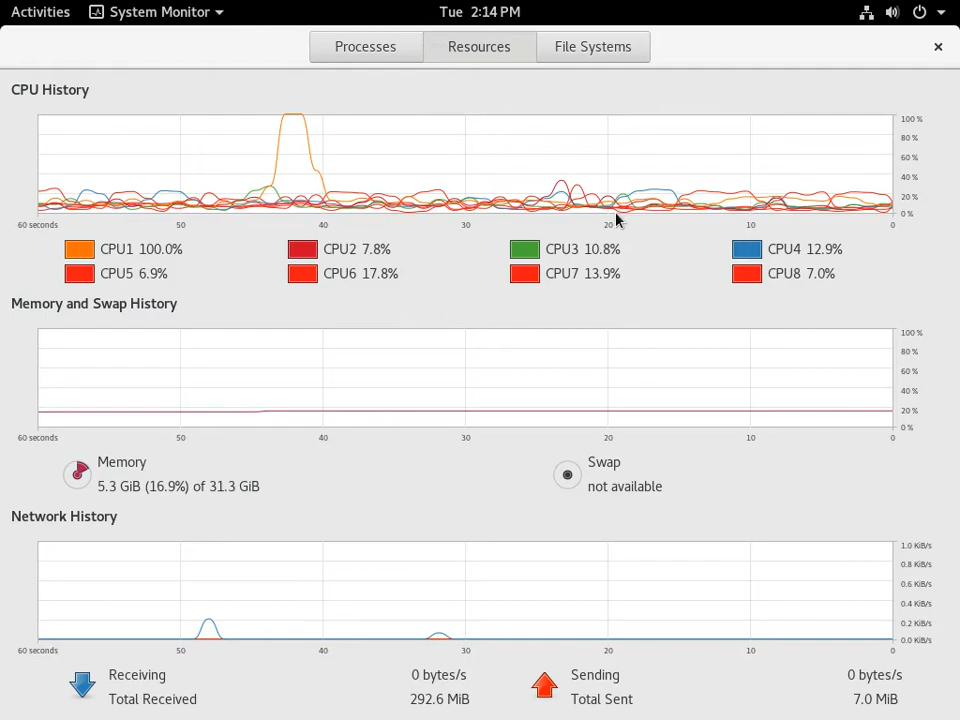 Activities System Monitor Tue 2:14 PM
Processes Resources File Systems
CPU History
100 %
80 %
60 %
40 %
20 %
0 %
60 seconds 50 40 30 20 10 0
CPU1 100.0% CPU2 7.8% CPU3 10.8% CPU4 12.9%
CPU5 6.9% CPU6 17.8% CPU7 13.9% CPU8 7.0%
Memory and Swap History
100 %
80 %
60 %
40 %
20 %
0 %
60 seconds 50 40 30 20 10 0
Memory Swap
5.3 GiB (16.9%) of 31.3 GiB not available
Network History
1.0 KiB/s
0.8 KiB/s
0.6 KiB/s
0.4 KiB/s
0.2 KiB/s
0.0 KiB/s
60 seconds 50 40 30 20 10 0
Receiving 0 bytes/s Sending 0 bytes/s
Total Received 292.6 MiB Total Sent 7.0 MiB